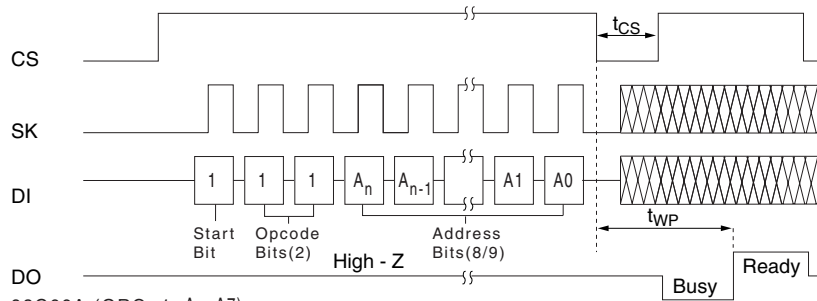 tCS
CS
SK
DI
1 1 1 An An-1 A1 A0
Start Bit
Opcode Bits(2)
Address Bits(8/9)
tWP
High - Z
DO
Busy
Ready